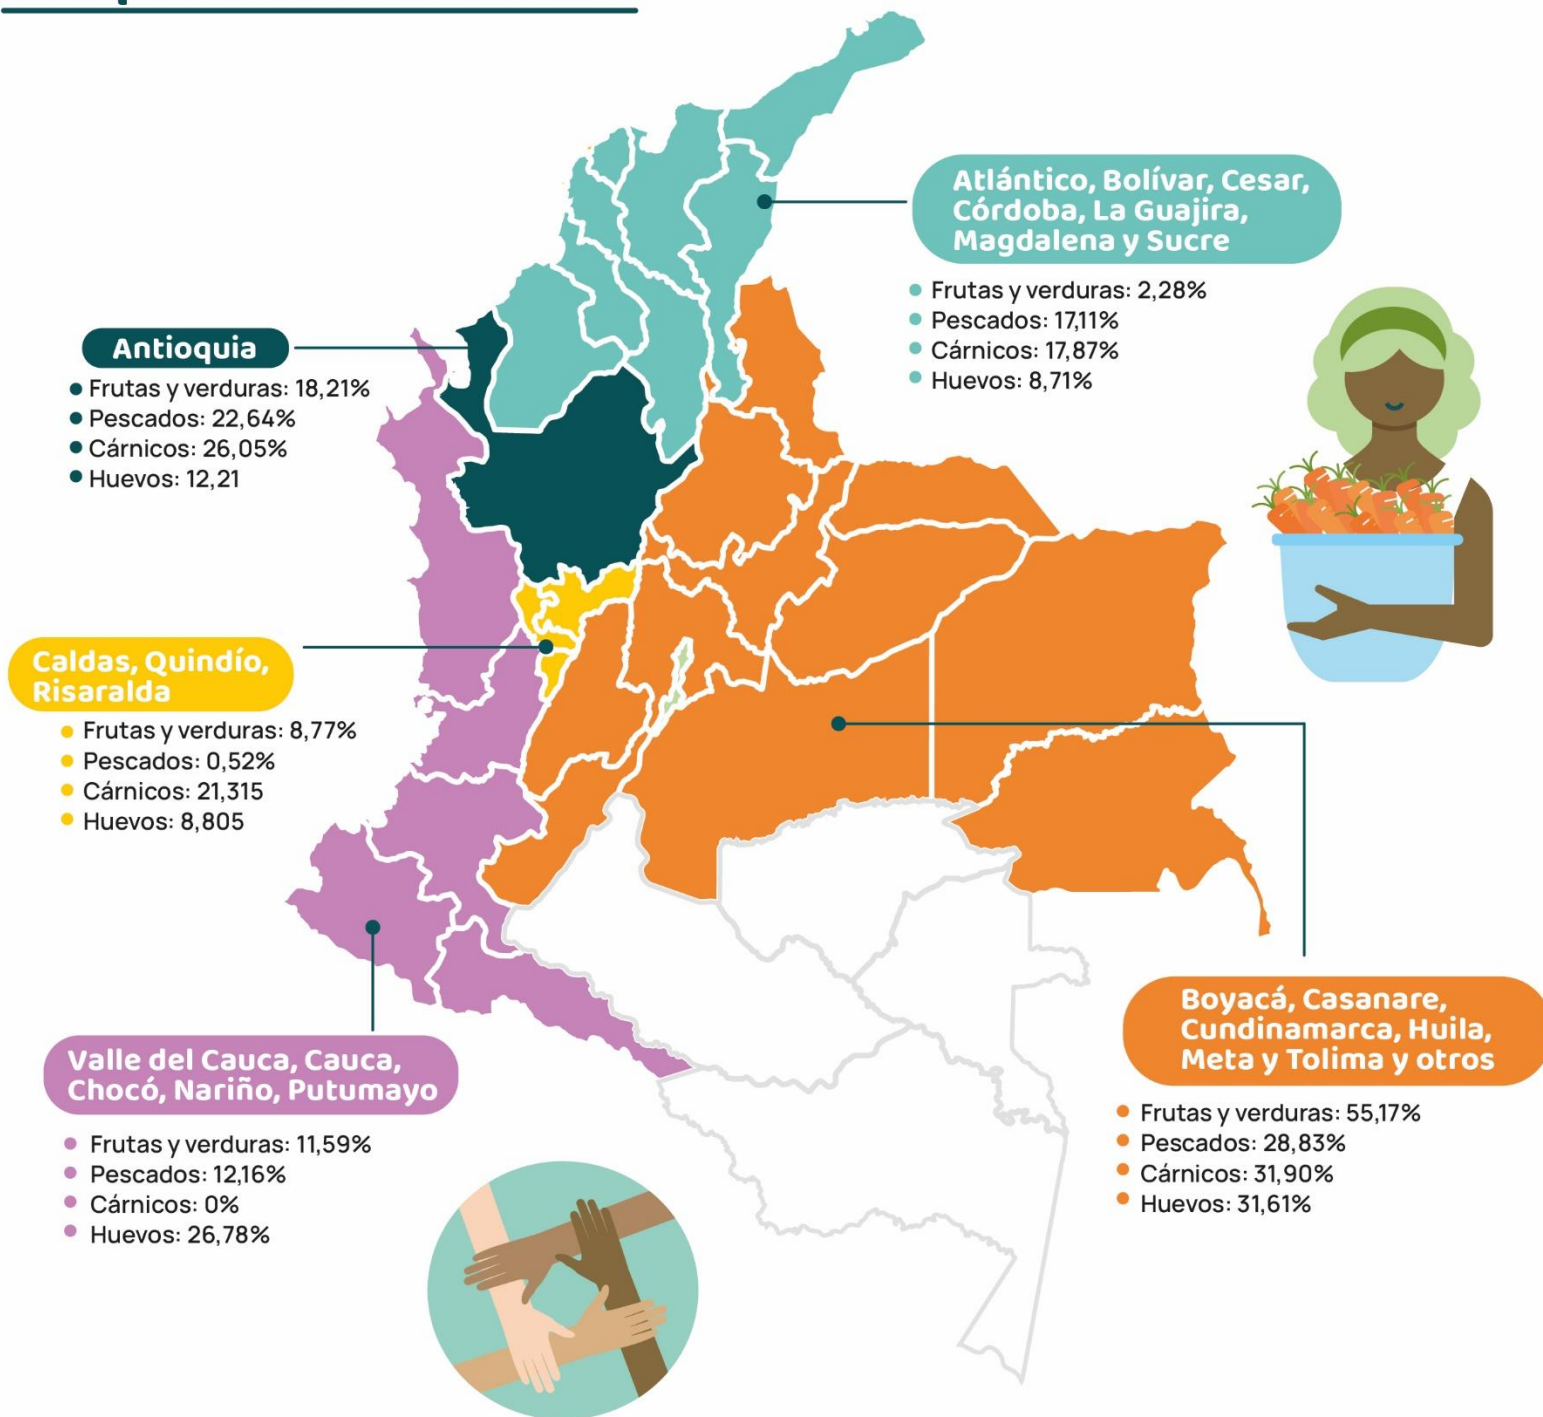 Atlántico, Bolívar, Cesar,
Córdoba, La Guajira,
Magdalena y Sucre
Frutas y verduras: 2,28%
Pescados: 17,11%
Cárnicos: 17,87%
Huevos: 8,71%
Antioquia
Frutas y verduras: 18,21%
Pescados: 22,64%
Cárnicos: 26,05%
Huevos: 12,21
Caldas, Quindío,
Risaralda
Frutas y verduras: 8,77%
Pescados: 0,52%
Cárnicos: 21,315
Huevos: 8,805
Valle del Cauca, Cauca,
Chocó, Nariño, Putumayo
Frutas y verduras: 11,59%
Pescados: 12,16%
Cárnicos: 0%
Huevos: 26,78%
Boyacá, Casanare,
Cundinamarca, Huila,
Meta y Tolima y otros
Frutas y verduras: 55,17%
Pescados: 28,83%
Cárnicos: 31,90%
Huevos: 31,61%